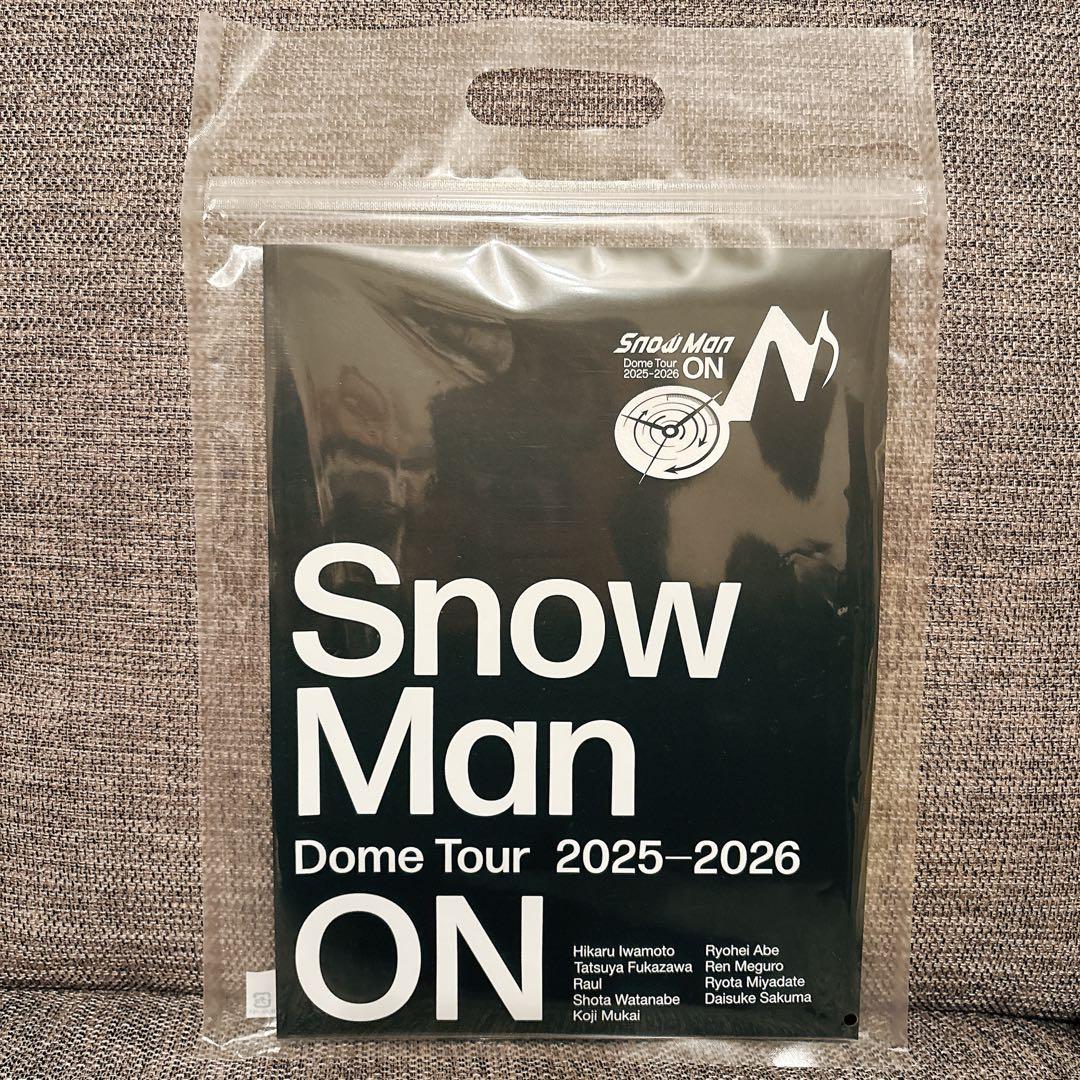 Snow Man
Dome Tour
2025-2026 ON
Snow
Man
Dome Tour 2025-2026
ON
Hikaru Iwamoto
Tatsuya Fukazawa
Raul
Shota Watanabe
Koji Mukai
Ryohei Abe
Ren Meguro
Ryota Miyadate
Daisuke Sakuma